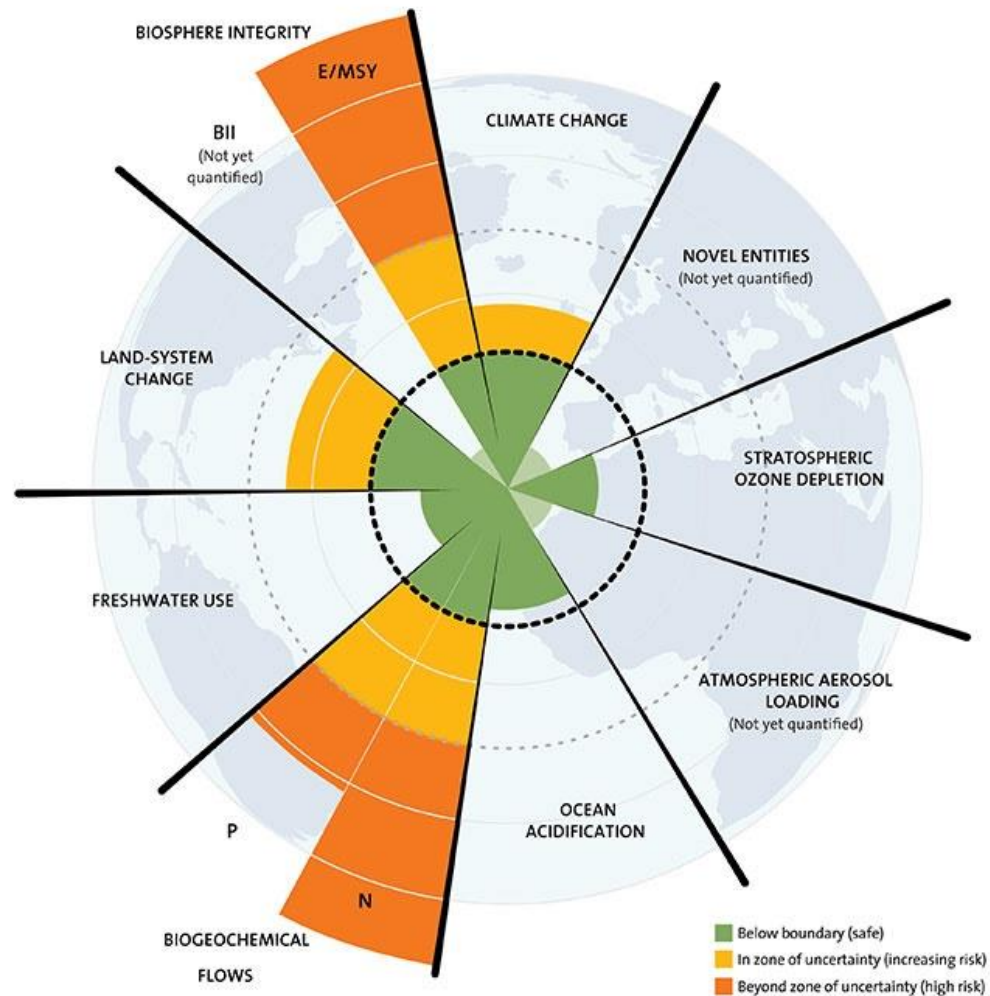 BIOSPHERE INTEGRITY
E/MSY
BII
(Not yet
quantified)
CLIMATE CHANGE
NOVEL ENTITIES
(Not yet quantified)
LAND-SYSTEM
CHANGE
STRATOSPHERIC
OZONE DEPLETION
FRESHWATER USE
ATMOSPHERIC AEROSOL
LOADING
(Not yet quantified)
P
OCEAN
ACIDIFICATION
N
BIOGEOCHEMICAL
FLOWS
Below boundary (safe)
In zone of uncertainty (increasing risk)
Beyond zone of uncertainty (high risk)